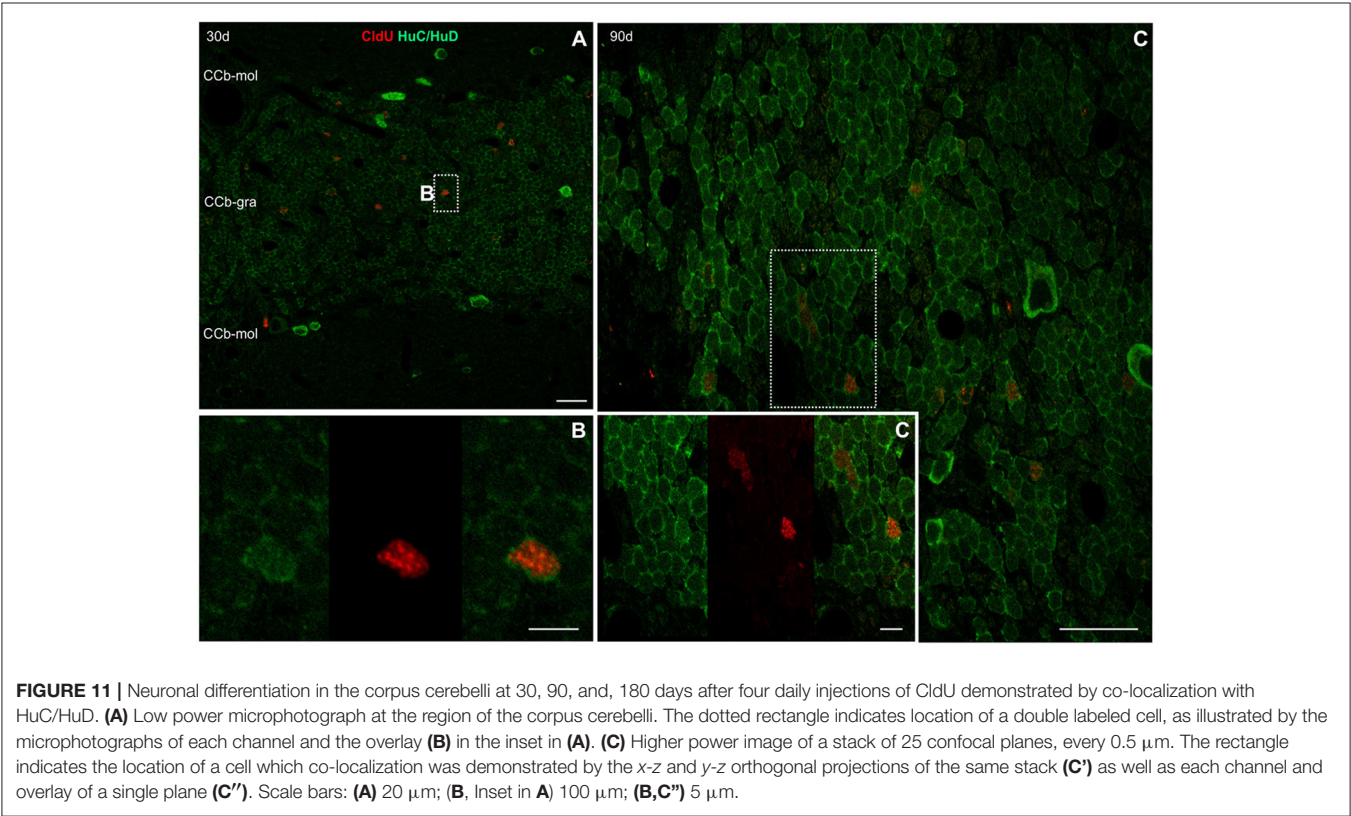 30d
CldU HuC/HuD
A
CCb-mol
CCb-gra
B
CCb-mol
90d
C
B
C
FIGURE 11 | Neuronal differentiation in the corpus cerebelli at 30, 90, and, 180 days after four daily injections of CldU demonstrated by co-localization with
HuC/HuD. (A) Low power microphotograph at the region of the corpus cerebelli. The dotted rectangle indicates location of a double labeled cell, as illustrated by the
microphotographs of each channel and the overlay (B) in the inset in (A). (C) Higher power image of a stack of 25 confocal planes, every 0.5 μm. The rectangle
indicates the location of a cell which co-localization was demonstrated by the x-z and y-z orthogonal projections of the same stack (C') as well as each channel and
overlay of a single plane (C′′). Scale bars: (A) 20 μm; (B, Inset in A) 100 μm; (B,C") 5 μm.